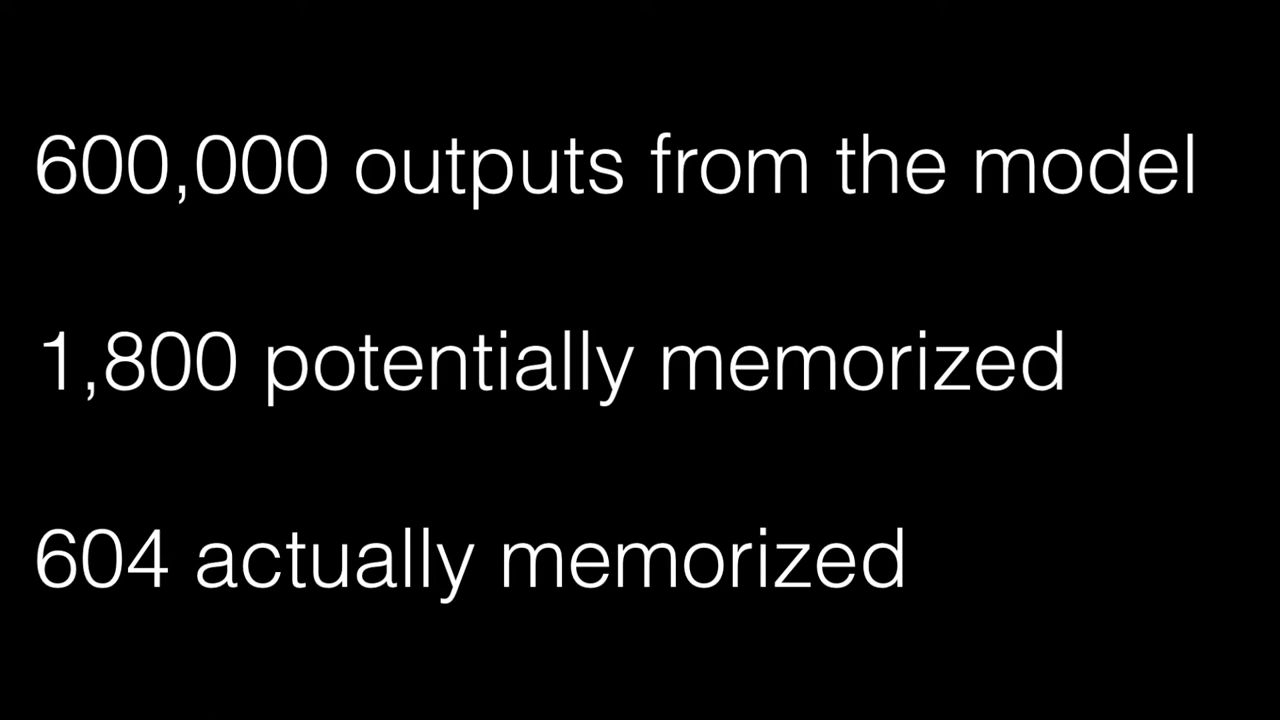 600,000 outputs from the model
1,800 potentially memorized
604 actually memorized